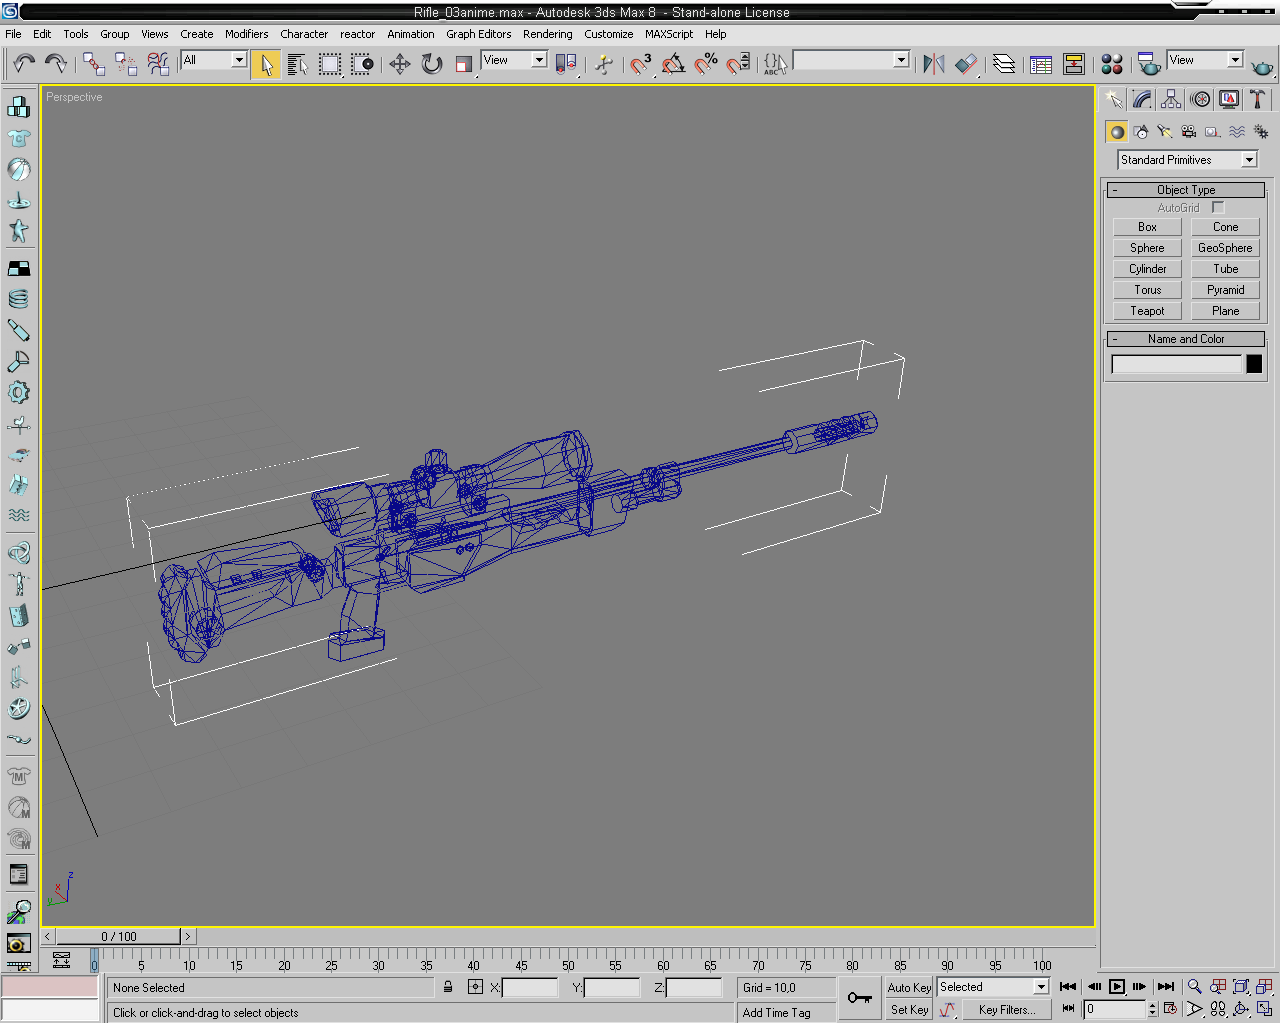 Rifle_03anime.max - Autodesk 3ds Max 8 - Stand-alone License
File Edit Tools Group Views Create Modifiers Character reactor Animation Graph Editors Rendering Customize MAXScript Help
All View 3 % {} ABC View
Perspective
Standard Primitives
- Object Type
AutoGrid
Box Cone
Sphere GeoSphere
Cylinder Tube
Torus Pyramid
Teapot Plane
- Name and Color
M
M
M
z
x
y
< 0 / 100 >
0 5 10 15 20 25 30 35 40 45 50 55 60 65 70 75 80 85 90 95 100
None Selected X: Y: Z: Grid = 10,0 Auto Key Selected
Click or click-and-drag to select objects Add Time Tag Set Key Key Filters... 0